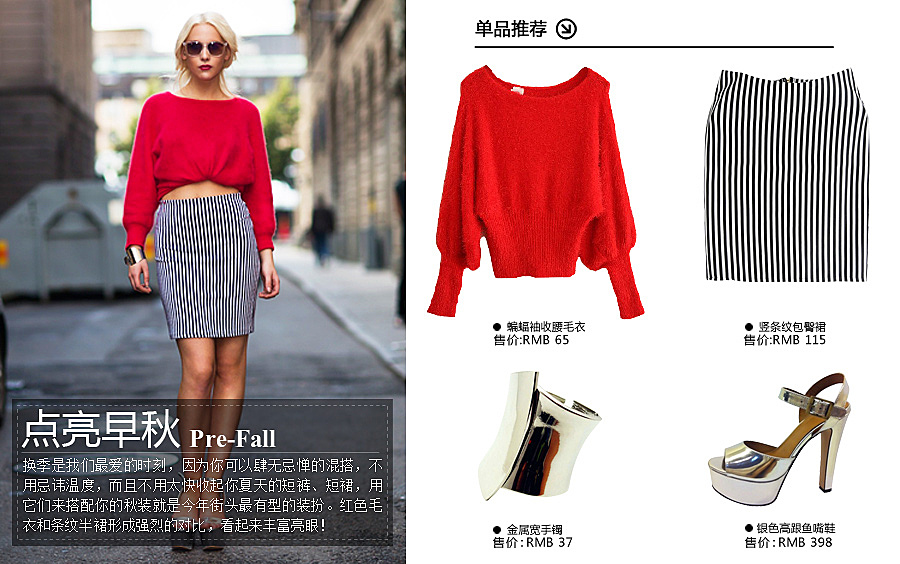 点亮早秋 Pre-Fall
换季是我们最爱的时刻，因为你可以肆无忌惮的混搭，不
用忌讳温度，而且不用太快收起你夏天的短裤、短裙，用
它们来搭配你的秋装就是今年街头最有型的装扮。红色毛
衣和条纹半裙形成强烈的对比，看起来丰富亮眼！
单品推荐
● 蝙蝠袖收腰毛衣
售价:RMB 65
● 竖条纹包臀裙
售价:RMB 115
● 金属宽手镯
售价:RMB 37
● 银色高跟鱼嘴鞋
售价:RMB 398